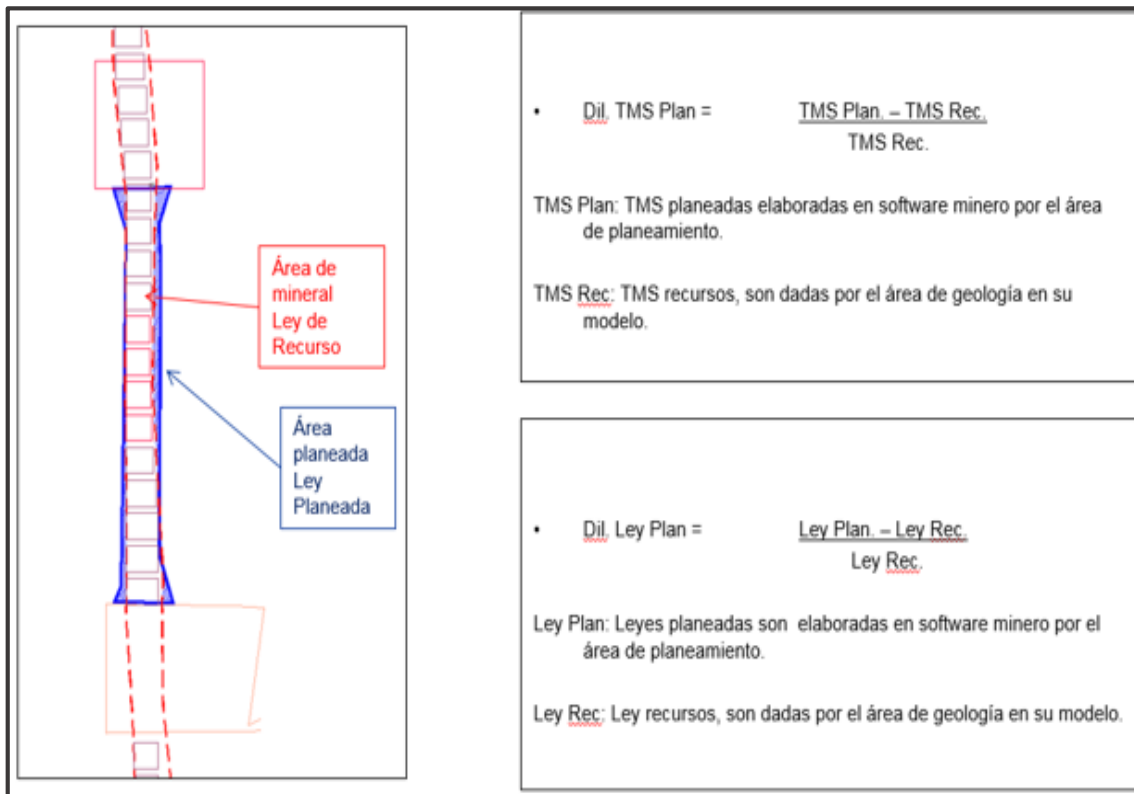 Área de
mineral
Ley de
Recurso
Área
planeada
Ley
Planeada
• Dil. TMS Plan = TMS Plan. – TMS Rec.
TMS Rec.
TMS Plan: TMS planeadas elaboradas en software minero por el área
de planeamiento.
TMS Rec: TMS recursos, son dadas por el área de geología en su
modelo.
• Dil. Ley Plan = Ley Plan. – Ley Rec.
Ley Rec.
Ley Plan: Leyes planeadas son elaboradas en software minero por el
área de planeamiento.
Ley Rec: Ley recursos, son dadas por el área de geología en su modelo.